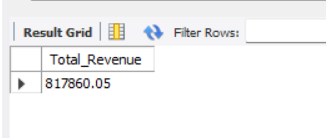 Result Grid Filter Rows:
Total_Revenue
817860.05